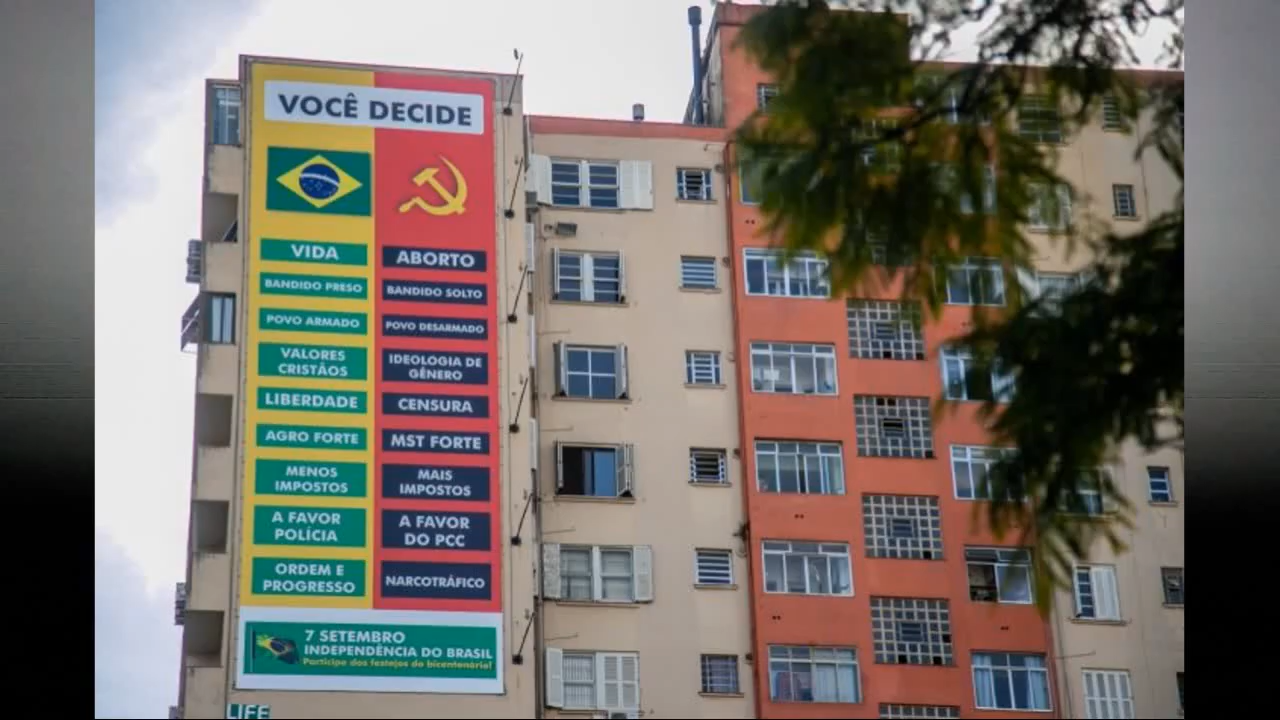 VOCÊ DECIDE
VIDA
ABORTO
BANDIDO PRESO
BANDIDO SOLTO
POVO ARMADO
POVO DESARMADO
VALORES
CRISTÃOS
IDEOLOGIA DE
GÊNERO
LIBERDADE
CENSURA
AGRO FORTE
MST FORTE
MENOS
IMPOSTOS
MAIS
IMPOSTOS
A FAVOR
POLÍCIA
A FAVOR
DO PCC
ORDEM E
PROGRESSO
NARCOTRÁFICO
7 SETEMBRO
INDEPENDÊNCIA DO BRASIL
Participe dos festejos do bicentenário!
LIFE